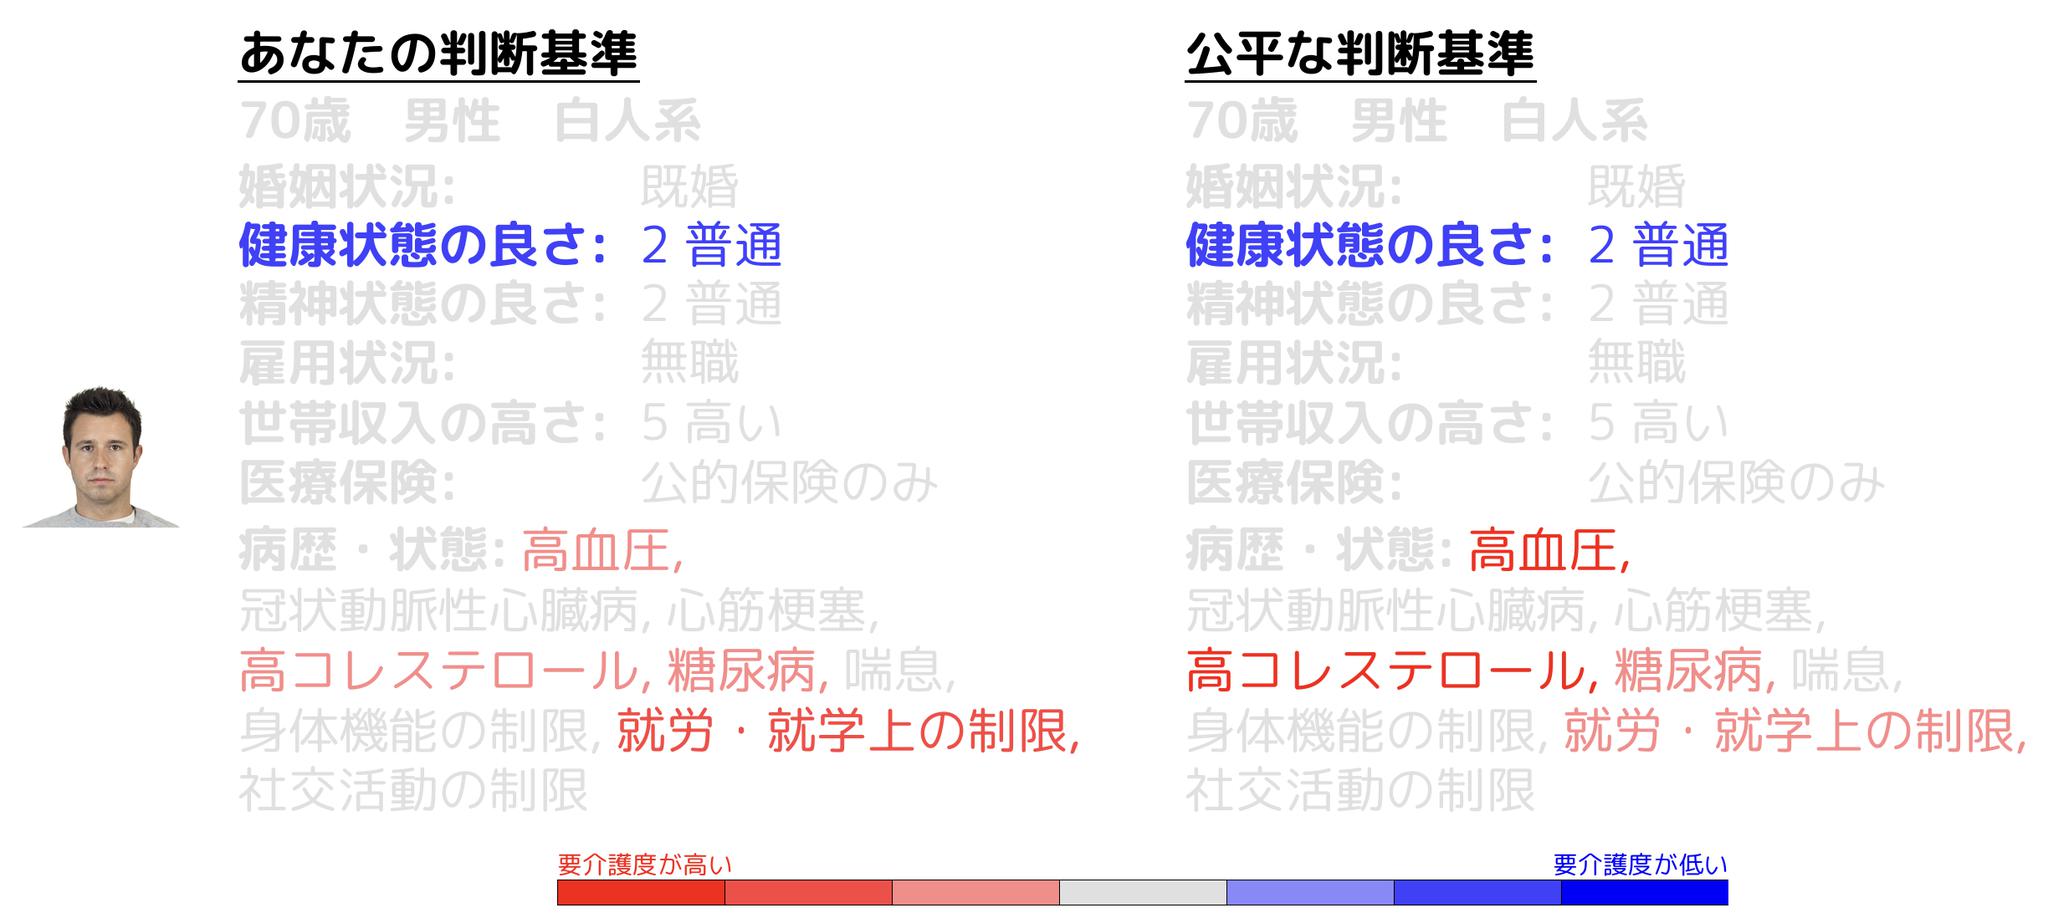 あなたの判断基準
70歳　男性　白人系
婚姻状況: 既婚
健康状態の良さ: 2 普通
精神状態の良さ: 2 普通
雇用状況: 無職
世帯収入の高さ: 5 高い
医療保険: 公的保険のみ
病歴・状態: 高血圧,
冠状動脈性心臓病, 心筋梗塞,
高コレステロール, 糖尿病, 喘息,
身体機能の制限, 就労・就学上の制限,
社交活動の制限
公平な判断基準
70歳　男性　白人系
婚姻状況: 既婚
健康状態の良さ: 2 普通
精神状態の良さ: 2 普通
雇用状況: 無職
世帯収入の高さ: 5 高い
医療保険: 公的保険のみ
病歴・状態: 高血圧,
冠状動脈性心臓病, 心筋梗塞,
高コレステロール, 糖尿病, 喘息,
身体機能の制限, 就労・就学上の制限,
社交活動の制限
要介護度が高い
要介護度が低い